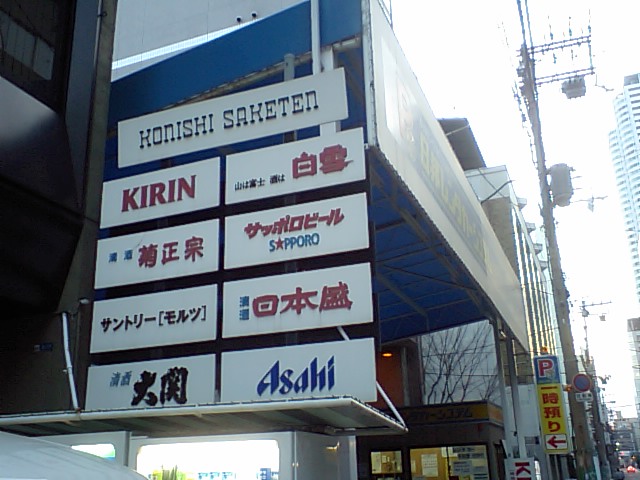 KONISHI SAKETEN
KIRIN
山は富士 酒は 白雪
清酒 菊正宗
サッポロビール
SAPPORO
サントリー[モルツ]
清酒 日本盛
清酒 大関
Asahi
P
時預り